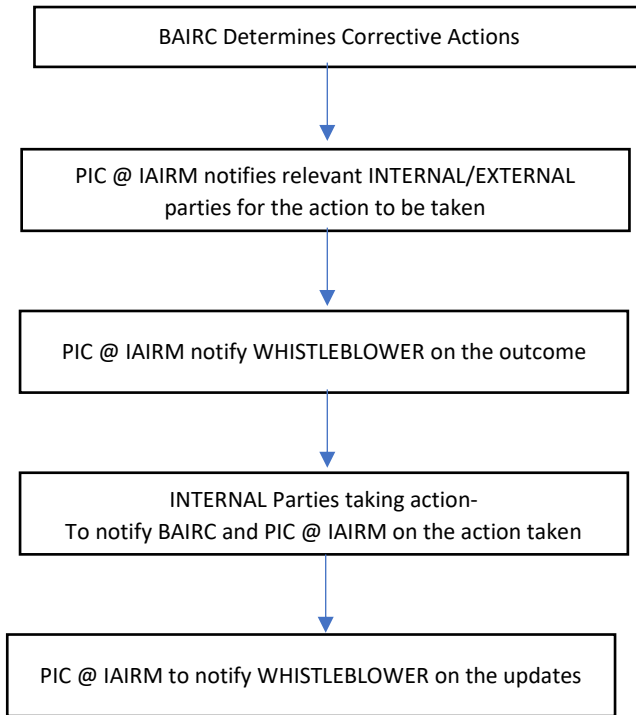 BAIRC Determines Corrective Actions
PIC @ IAIRM notifies relevant INTERNAL/EXTERNAL
parties for the action to be taken
PIC @ IAIRM notify WHISTLEBLOWER on the outcome
INTERNAL Parties taking action-
To notify BAIRC and PIC @ IAIRM on the action taken
PIC @ IAIRM to notify WHISTLEBLOWER on the updates